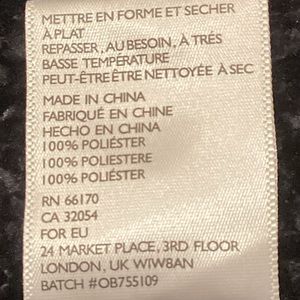 METTRE EN FORME ET SECHER
À PLAT
REPASSER, AU BESOIN, À TRÉS
BASSE TEMPÉRATURE
PEUT-ÊTRE ÊTRE NETTOYÉE À SEC
MADE IN CHINA
FABRIQUÉ EN CHINE
HECHO EN CHINA
100% POLIÉSTER
100% POLIESTERE
100% POLIÉSTER
RN 66170
CA 32054
FOR EU
24 MARKET PLACE, 3RD FLOOR
LONDON, UK W1W8AN
BATCH #OB755109